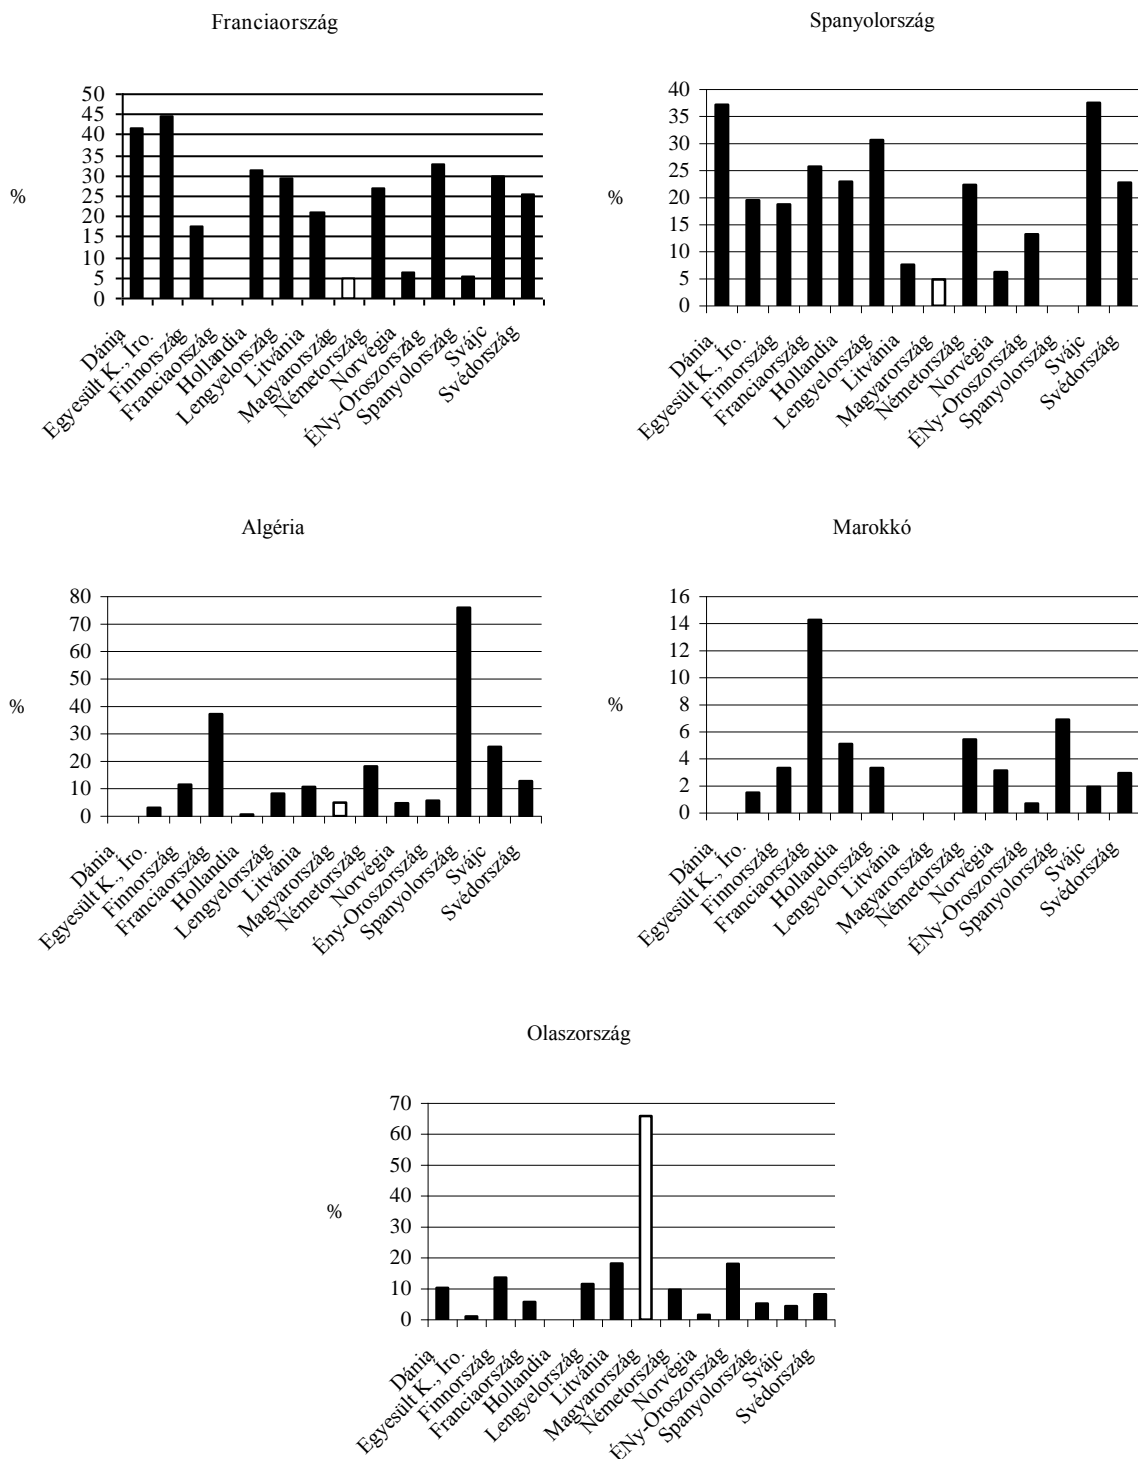 Franciaország
50
45
40
35
30
25
20
15
10
5
0
%
Dánia
Egyesült K., Íro.
Finnország
Franciaország
Hollandia
Lengyelország
Litvánia
Magyarország
Németország
Norvégia
ÉNy-Oroszország
Spanyolország
Svájc
Svédország
Spanyolország
40
35
30
25
20
15
10
5
0
%
Dánia
Egyesült K., Íro.
Finnország
Franciaország
Hollandia
Lengyelország
Litvánia
Magyarország
Németország
Norvégia
ÉNy-Oroszország
Spanyolország
Svájc
Svédország
Algéria
80
70
60
50
40
30
20
10
0
%
Dánia
Egyesült K., Íro.
Finnország
Franciaország
Hollandia
Lengyelország
Litvánia
Magyarország
Németország
Norvégia
Ény-Oroszország
Spanyolország
Svájc
Svédország
Marokkó
16
14
12
10
8
6
4
2
0
%
Dánia
Egyesült K., Íro.
Finnország
Franciaország
Hollandia
Lengyelország
Litvánia
Magyarország
Németország
Norvégia
ÉNy-Oroszország
Spanyolország
Svájc
Svédország
Olaszország
70
60
50
40
30
20
10
0
%
Dánia
Egyesült K., Íro.
Finnország
Franciaország
Hollandia
Lengyelország
Litvánia
Magyarország
Németország
Norvégia
ÉNy-Oroszország
Spanyolország
Svájc
Svédország